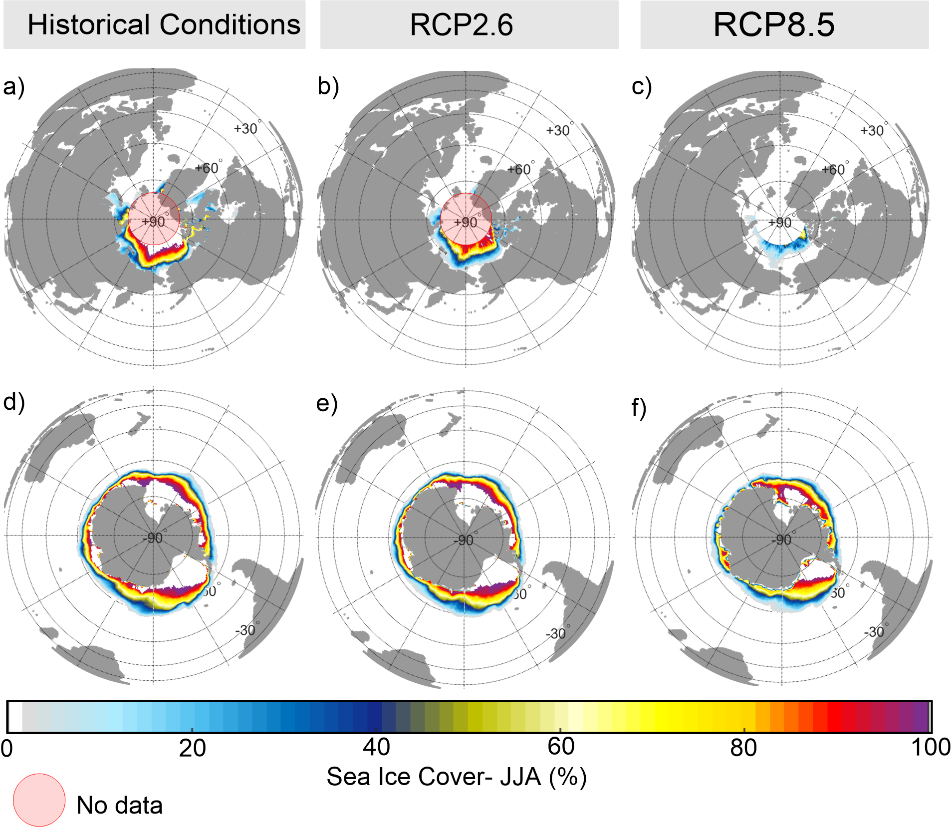 Historical Conditions RCP2.6 RCP8.5
a) b) c)
+30° +30° +30°
+60° +60° +60°
+90° +90° +90°
d) e) f)
-90° -90° -90°
-30° -30° -30°
0 20 40 60 80 100
Sea Ice Cover- JJA (%)
No data